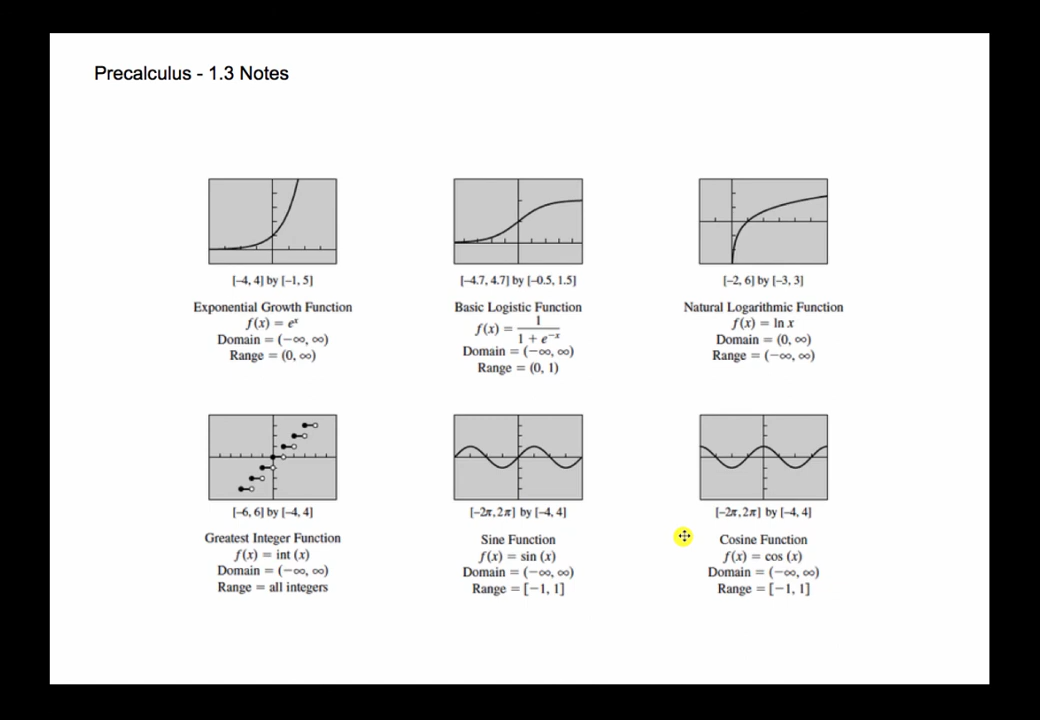 Precalculus - 1.3 Notes
[−4, 4] by [−1, 5]
Exponential Growth Function
f(x) = eˣ
Domain = (−∞, ∞)
Range = (0, ∞)
[−4.7, 4.7] by [−0.5, 1.5]
Basic Logistic Function
f(x) = 1 / 1 + e⁻ˣ
Domain = (−∞, ∞)
Range = (0, 1)
[−2, 6] by [−3, 3]
Natural Logarithmic Function
f(x) = ln x
Domain = (0, ∞)
Range = (−∞, ∞)
[−6, 6] by [−4, 4]
Greatest Integer Function
f(x) = int (x)
Domain = (−∞, ∞)
Range = all integers
[−2π, 2π] by [−4, 4]
Sine Function
f(x) = sin (x)
Domain = (−∞, ∞)
Range = [−1, 1]
[−2π, 2π] by [−4, 4]
Cosine Function
f(x) = cos (x)
Domain = (−∞, ∞)
Range = [−1, 1]